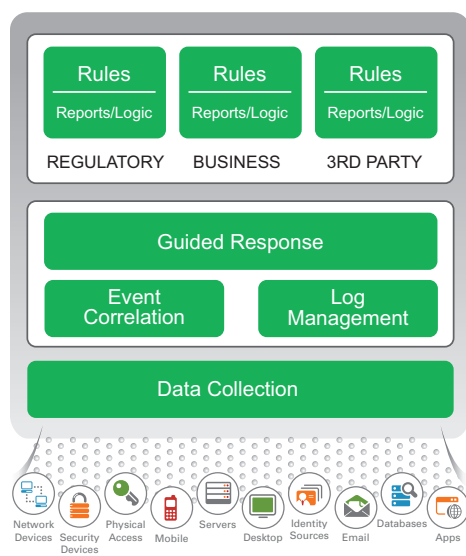 Rules
Reports/Logic
REGULATORY
Rules
Reports/Logic
BUSINESS
Rules
Reports/Logic
3RD PARTY
Guided Response
Event
Correlation
Log
Management
Data Collection
Network
Devices
Security
Devices
Physical
Access
Mobile
Servers
Desktop
Identity
Sources
Email
Databases
Apps